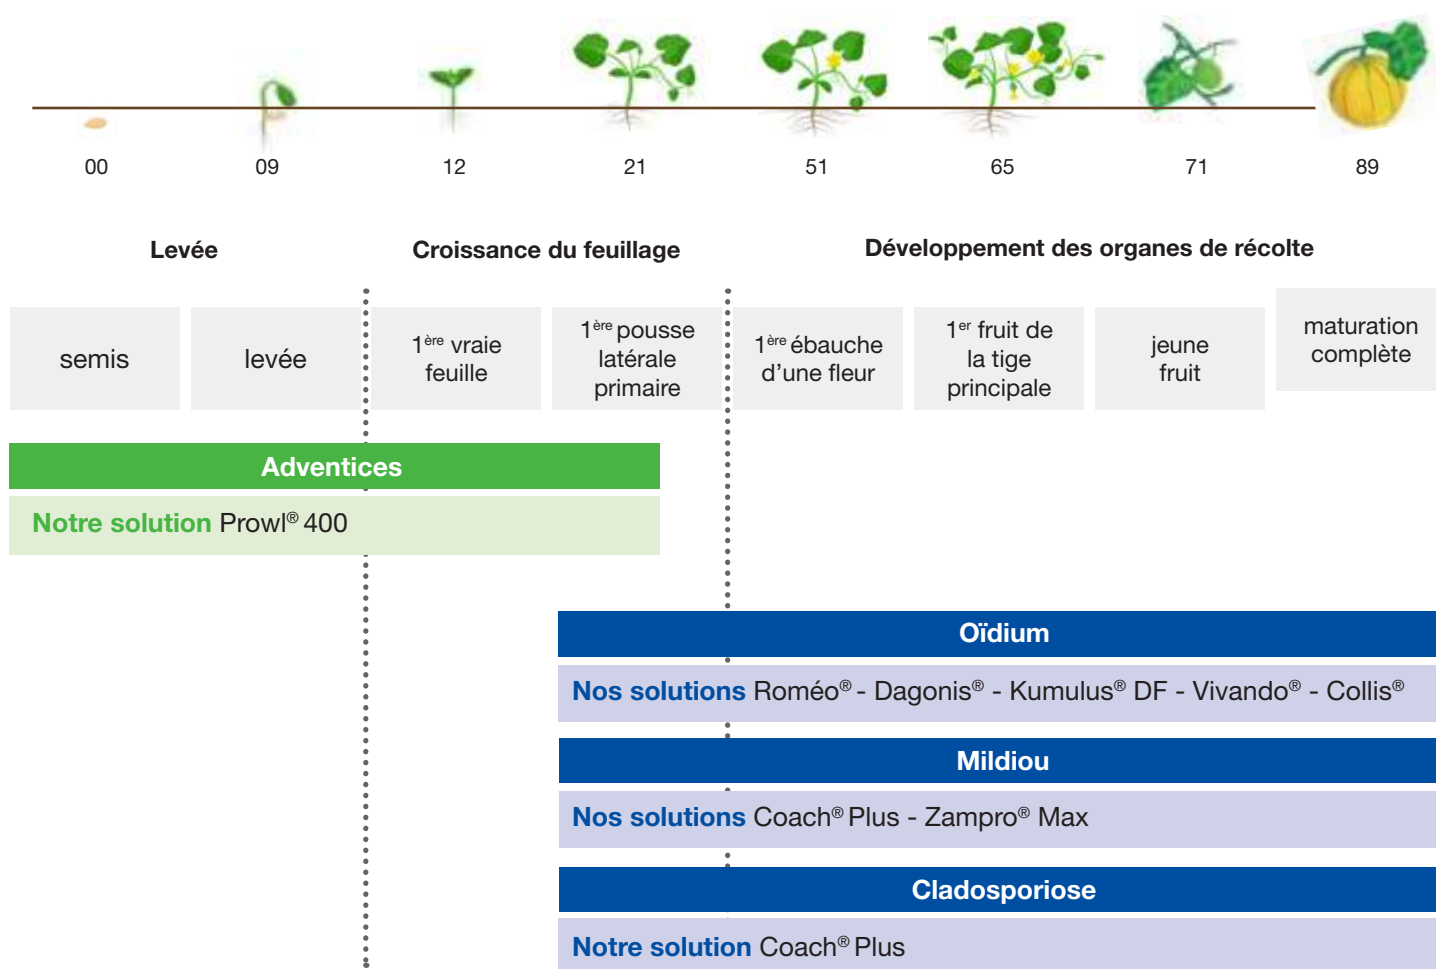 00 09 12 21 51 65 71 89
Levée Croissance du feuillage Développement des organes de récolte
semis
levée
1ère vraie
feuille
1ère pousse
latérale
primaire
1ère ébauche
d'une fleur
1er fruit de
la tige
principale
jeune
fruit
maturation
complète
Adventices
Notre solution Prowl® 400
Oïdium
Nos solutions Roméo® - Dagonis® - Kumulus® DF - Vivando® - Collis®
Mildiou
Nos solutions Coach® Plus - Zampro® Max
Cladosporiose
Notre solution Coach® Plus